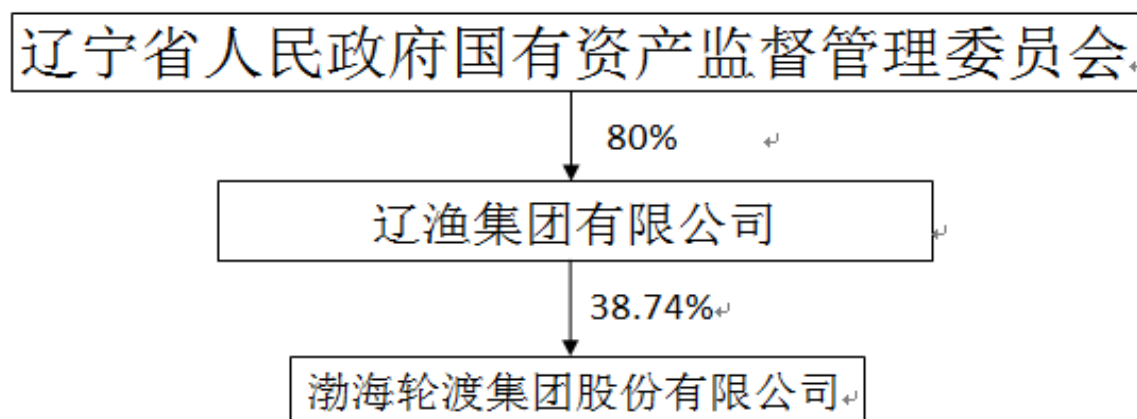 辽宁省人民政府国有资产监督管理委员会
80%
辽渔集团有限公司
38.74%
渤海轮渡集团股份有限公司